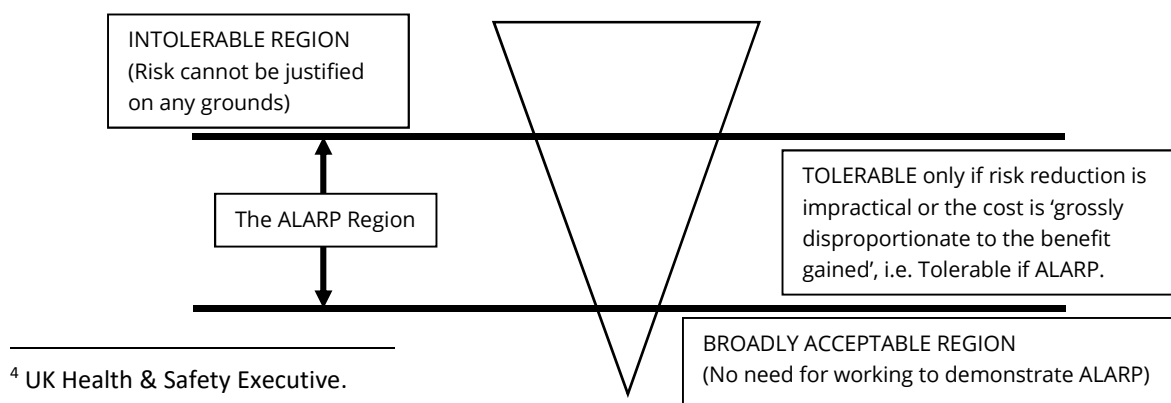 INTOLERABLE REGION
(Risk cannot be justified
on any grounds)
The ALARP Region
TOLERABLE only if risk reduction is
impractical or the cost is ‘grossly
disproportionate to the benefit
gained’, i.e. Tolerable if ALARP.
BROADLY ACCEPTABLE REGION
(No need for working to demonstrate ALARP)
4 UK Health & Safety Executive.